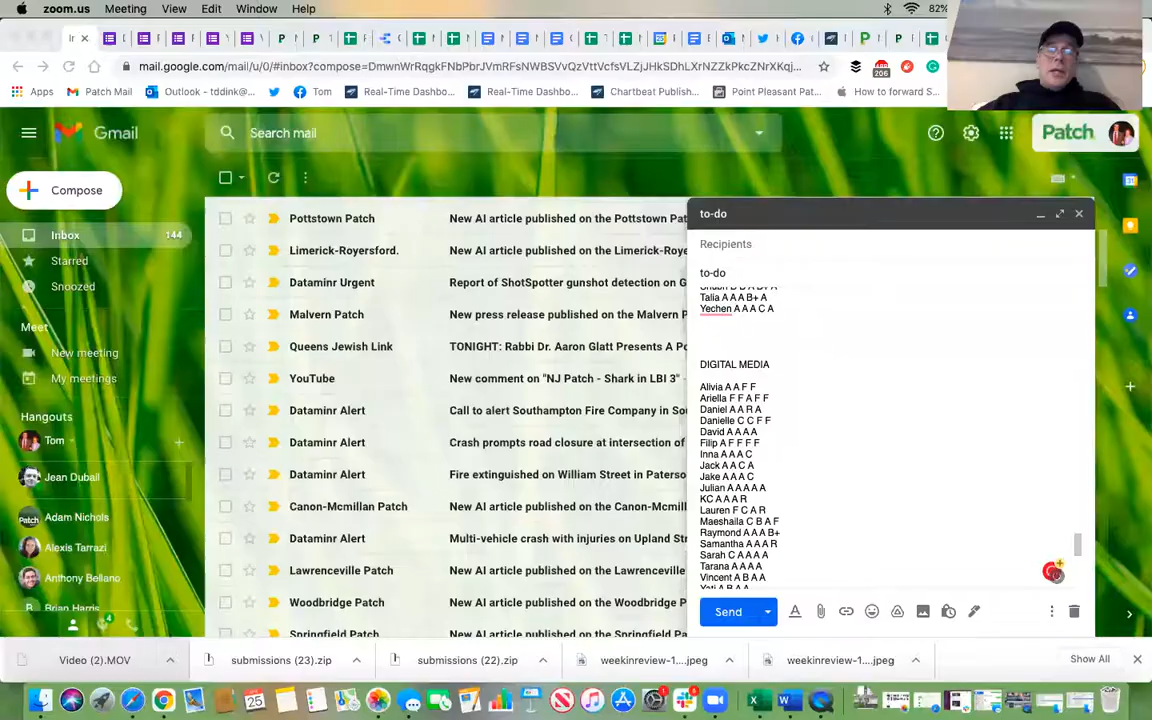 zoom.us Meeting View Edit Window Help 82%
mail.google.com/mail/u/0/#inbox?compose=DmwnWrRqgkFNbPbrJVmRFsNWBSVvQzVttVcfsVLZjJHkSDhLXrNZZkPkcZNrXKqj...
206
Apps Patch Mail Outlook - tddink@... Tom Real-Time Dashbo... Real-Time Dashbo... Chartbeat Publish... Point Pleasant Pat... How to forward S...
Gmail
Search mail
Patch
Compose
Inbox 144
Starred
Snoozed
Meet
New meeting
My meetings
Hangouts
Tom
Jean Duball
Adam Nichols
Alexis Tarrazi
Anthony Bellano
Brian Harris
Pottstown Patch New AI article published on the Pottstown Pat
Limerick-Royersford. New AI article published on the Limerick-Roye
Dataminr Urgent Report of ShotSpotter gunshot detection on G
Malvern Patch New press release published on the Malvern P
Queens Jewish Link TONIGHT: Rabbi Dr. Aaron Glatt Presents A Po
YouTube New comment on "NJ Patch - Shark in LBI 3" -
Dataminr Alert Call to alert Southampton Fire Company in Sou
Dataminr Alert Crash prompts road closure at intersection of
Dataminr Alert Fire extinguished on William Street in Paterso
Canon-Mcmillan Patch New AI article published on the Canon-Mcmill
Dataminr Alert Multi-vehicle crash with injuries on Upland Str
Lawrenceville Patch New AI article published on the Lawrenceville
Woodbridge Patch New AI article published on the Woodbridge P
Springfield Patch New AI article published on the Springfield P
to-do
Recipients
to-do
Talia A A A B+ A
Yechen A A A C A
DIGITAL MEDIA
Alivia A A F F
Ariella F F A F F
Daniel A A R A
Danielle C C F F
David A A A A
Filip A F F F F
Inna A A A C
Jack A A C A
Jake A A A C
Julian A A A A A
KC A A A R
Lauren F C A R
Maeshaila C B A F
Raymond A A A B+
Samantha A A A R
Sarah C A A A A
Tarana A A A A
Vincent A B A A
Send
Video (2).MOV submissions (23).zip submissions (22).zip weekinreview-1....jpeg weekinreview-1....jpeg Show All
25